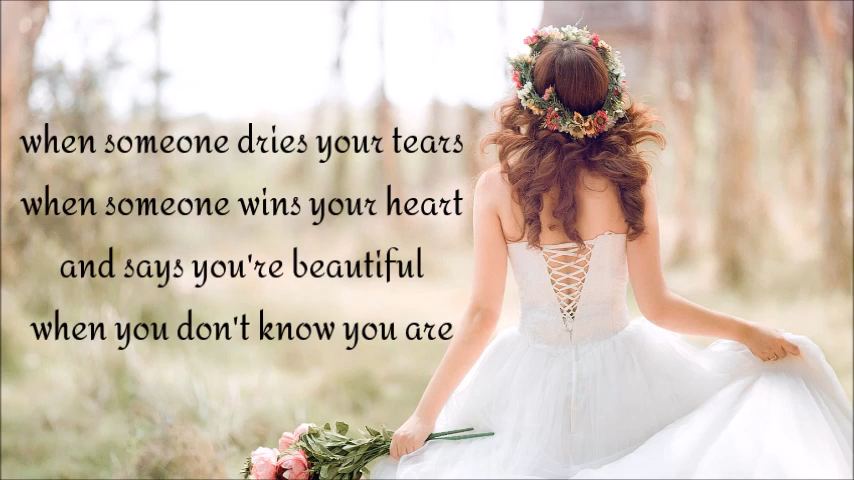 when someone dries your tears
when someone wins your heart
and says you're beautiful
when you don't know you are